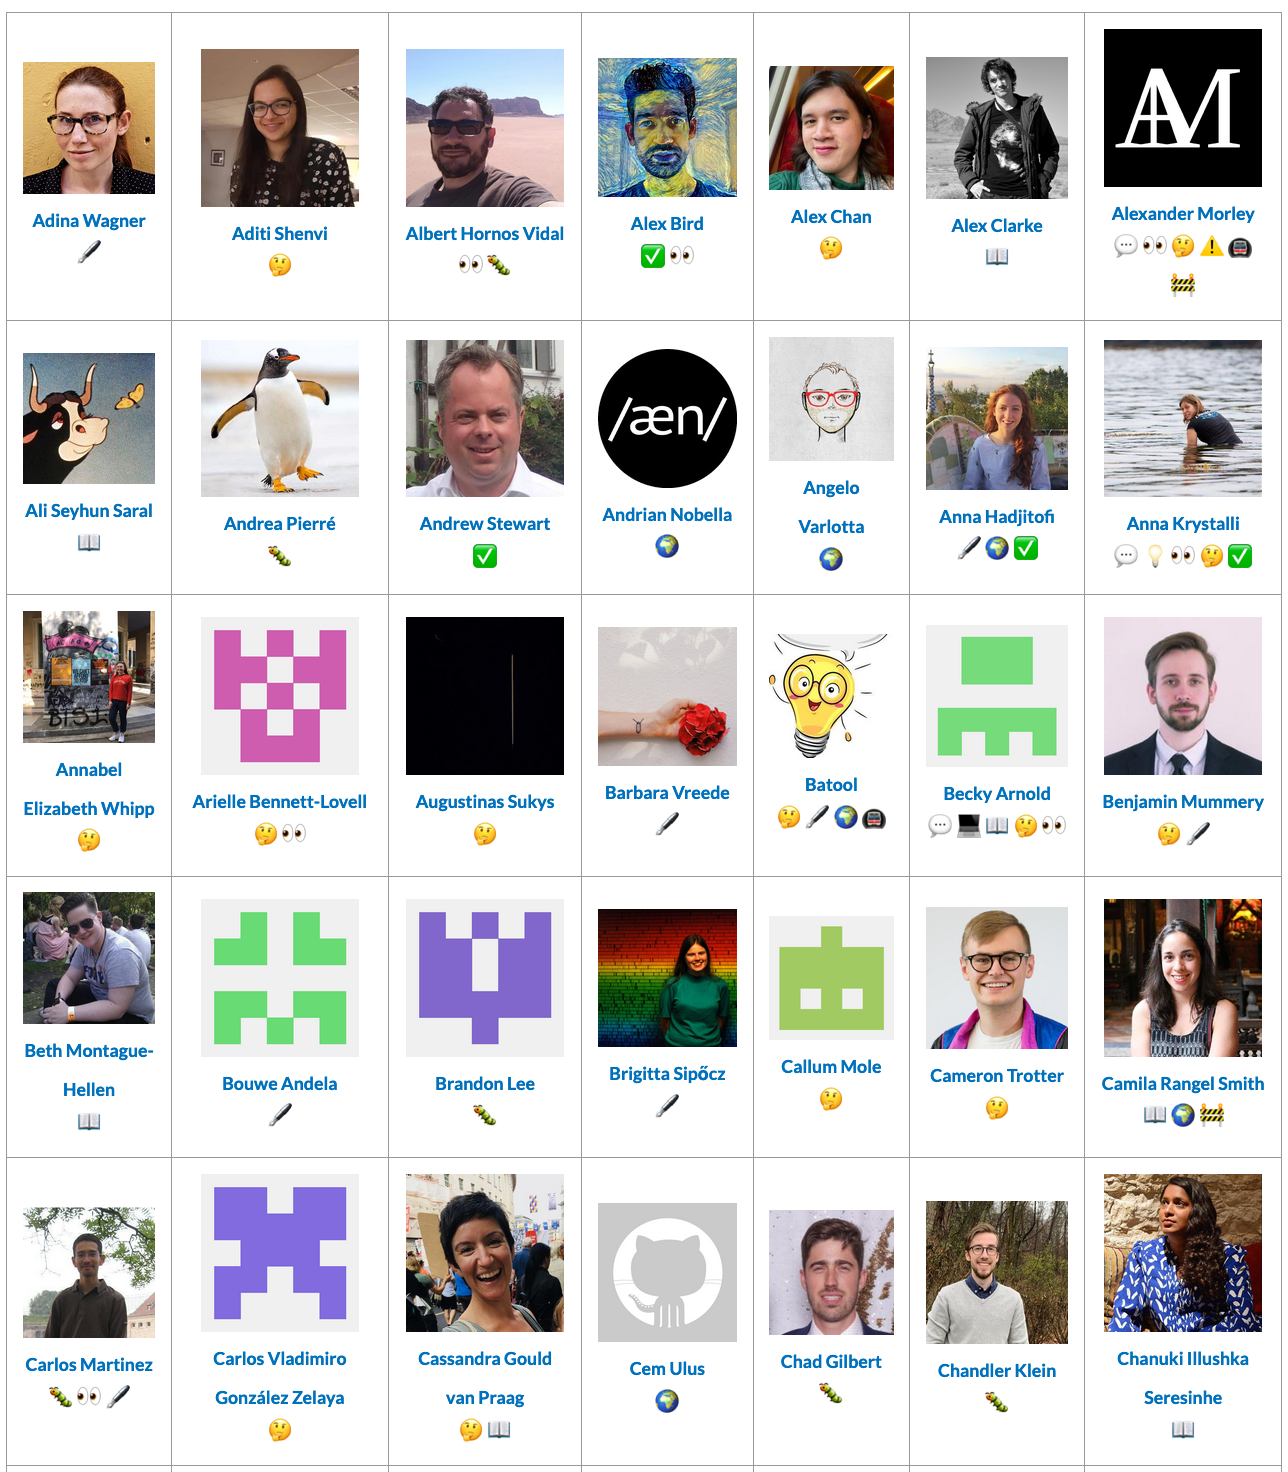 AM
Adina Wagner
Aditi Shenvi
Albert Hornos Vidal
Alex Bird
Alex Chan
Alex Clarke
Alexander Morley
/æn/
Ali Seyhun Saral
Andrea Pierré
Andrew Stewart
Andrian Nobella
Angelo
Varlotta
Anna Hadjitofi
Anna Krystalli
Annabel
Elizabeth Whipp
Arielle Bennett-Lovell
Augustinas Sukys
Barbara Vreede
Batool
Becky Arnold
Benjamin Mummery
Beth Montague-
Hellen
Bouwe Andela
Brandon Lee
Brigitta Sipőcz
Callum Mole
Cameron Trotter
Camila Rangel Smith
Carlos Martinez
Carlos Vladimiro
González Zelaya
Cassandra Gould
van Praag
Cem Ulus
Chad Gilbert
Chandler Klein
Chanuki Illushka
Seresinhe